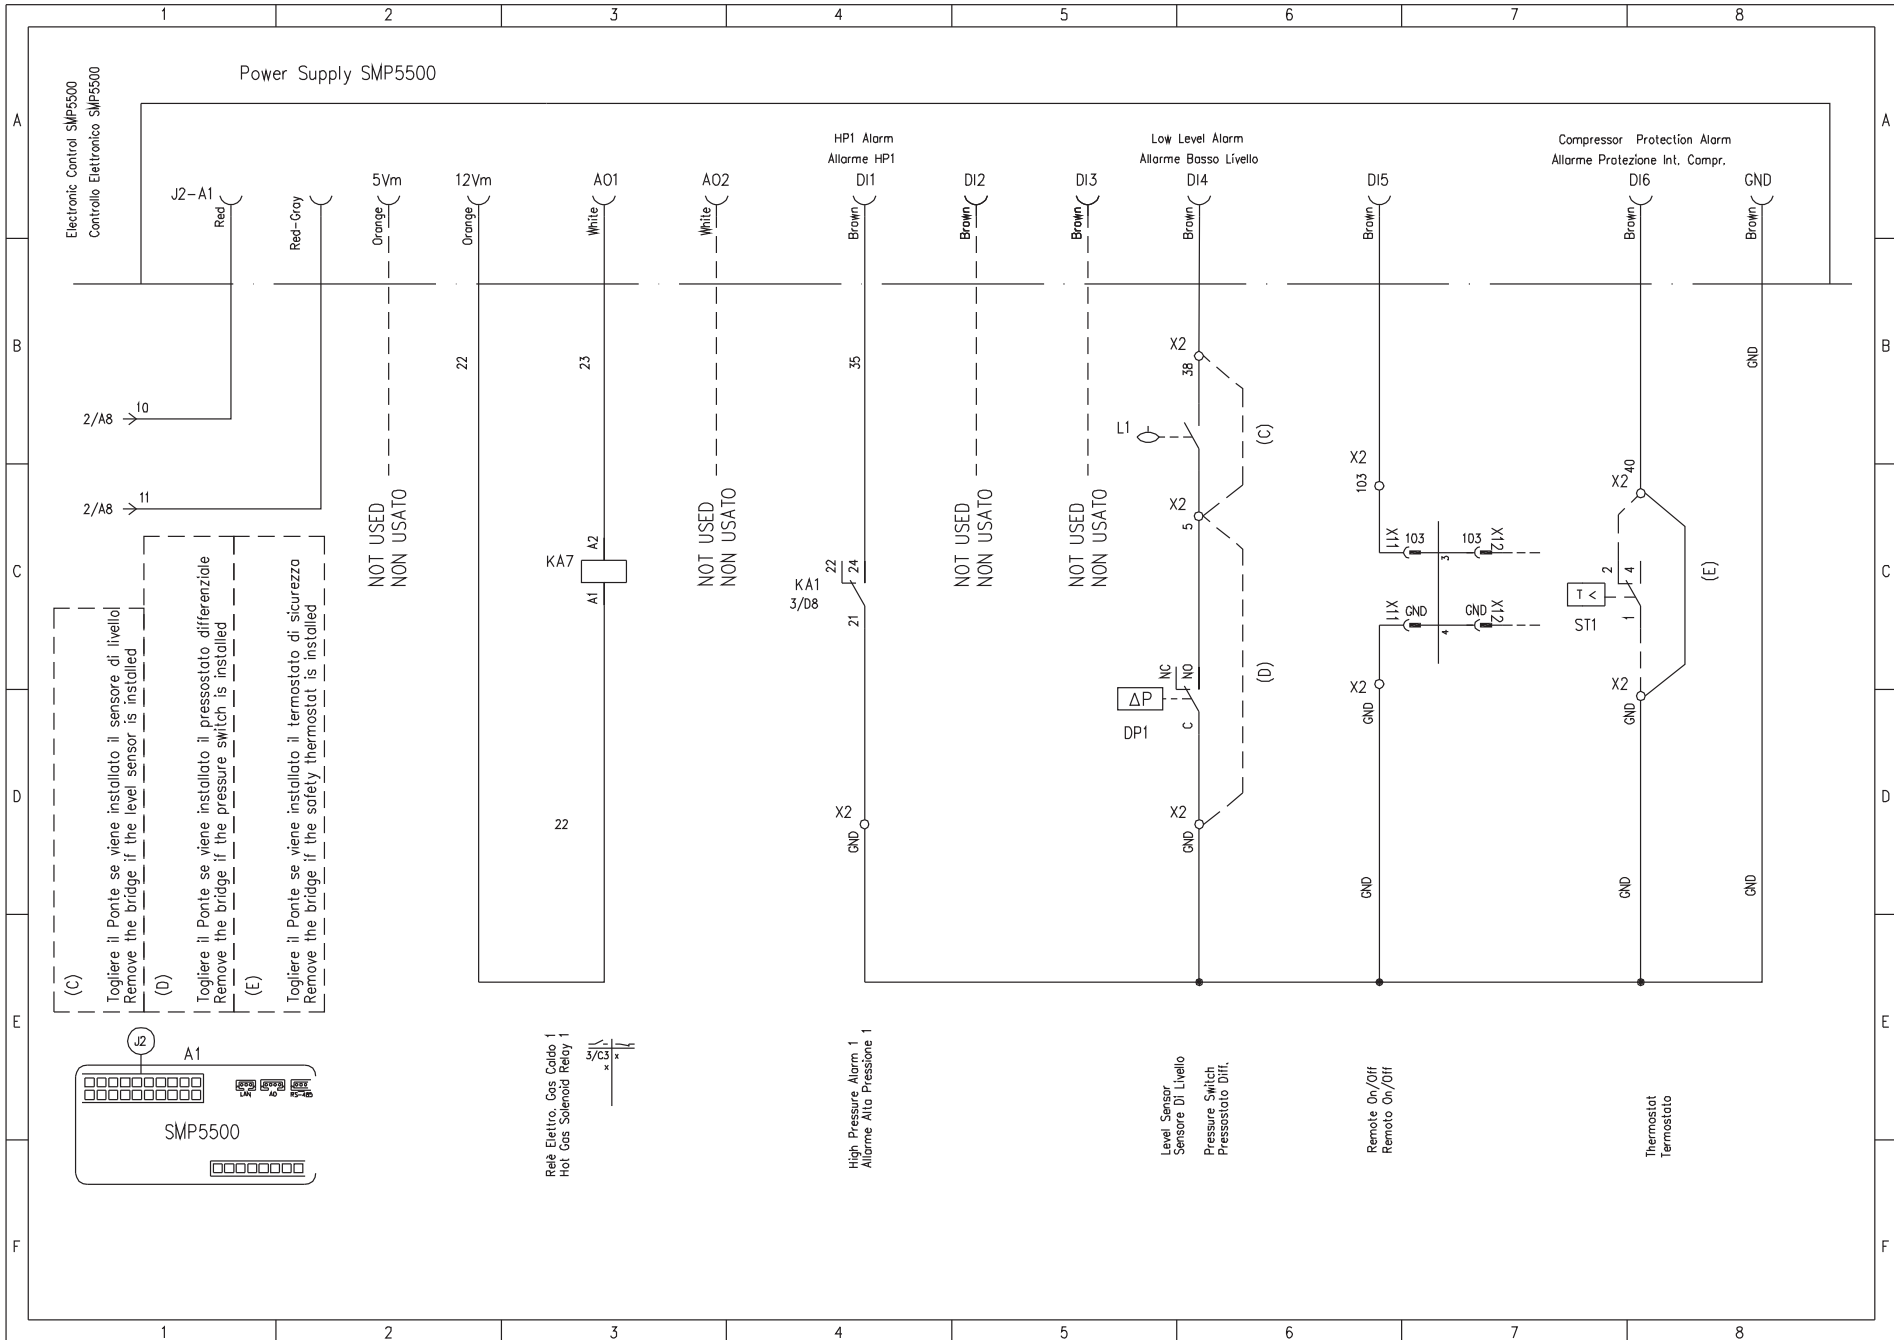 1 2 3 4 5 6 7 8
A A
B B
C C
D D
E E
F F
Power Supply SMP5500
Electronic Control SMP5500
Controllo Elettronico SMP5500
J2-A1
Red
Red-Gray
5Vm
Orange
12Vm
Orange
AO1
White
AO2
White
HP1 Alarm
Allarme HP1
DI1
Brown
DI2
Brown
DI3
Brown
Low Level Alarm
Allarme Basso Livello
DI4
Brown
DI5
Brown
Compressor Protection Alarm
Allarme Protezione Int. Compr.
DI6
Brown
GND
Brown
2/A8 10
2/A8 11
NOT USED
NON USATO
22
23
A2
KA7
A1
22
NOT USED
NON USATO
35
22 24
KA1
3/D8
21
X2
GND
NOT USED
NON USATO
NOT USED
NON USATO
X2
38
L1
(C)
X2
5
NC NO
ΔP
DP1
C
(D)
X2
GND
X2
103
X11 103 3 103 X12
X11 GND 4 GND X12
X2
GND
GND
40
X2
2 4
T <
ST1
1
(E)
X2
GND
GND
GND
GND
(C)
Togliere il Ponte se viene installato il sensore di livello
Remove the bridge if the level sensor is installed
(D)
Togliere il Ponte se viene installato il pressostato differenziale
Remove the bridge if the pressure switch is installed
(E)
Togliere il Ponte se viene installato il termostato di sicurezza
Remove the bridge if the safety thermostat is installed
J2
A1
LAN AO RS-485
SMP5500
Relè Elettro. Gas Caldo 1
Hot Gas Solenoid Relay 1
3/C3 x
x
High Pressure Alarm 1
Allarme Alta Pressione 1
Level Sensor
Sensore Di Livello
Pressure Switch
Pressostato Diff.
Remote On/Off
Remoto On/Off
Thermostat
Termostato
1 2 3 4 5 6 7 8